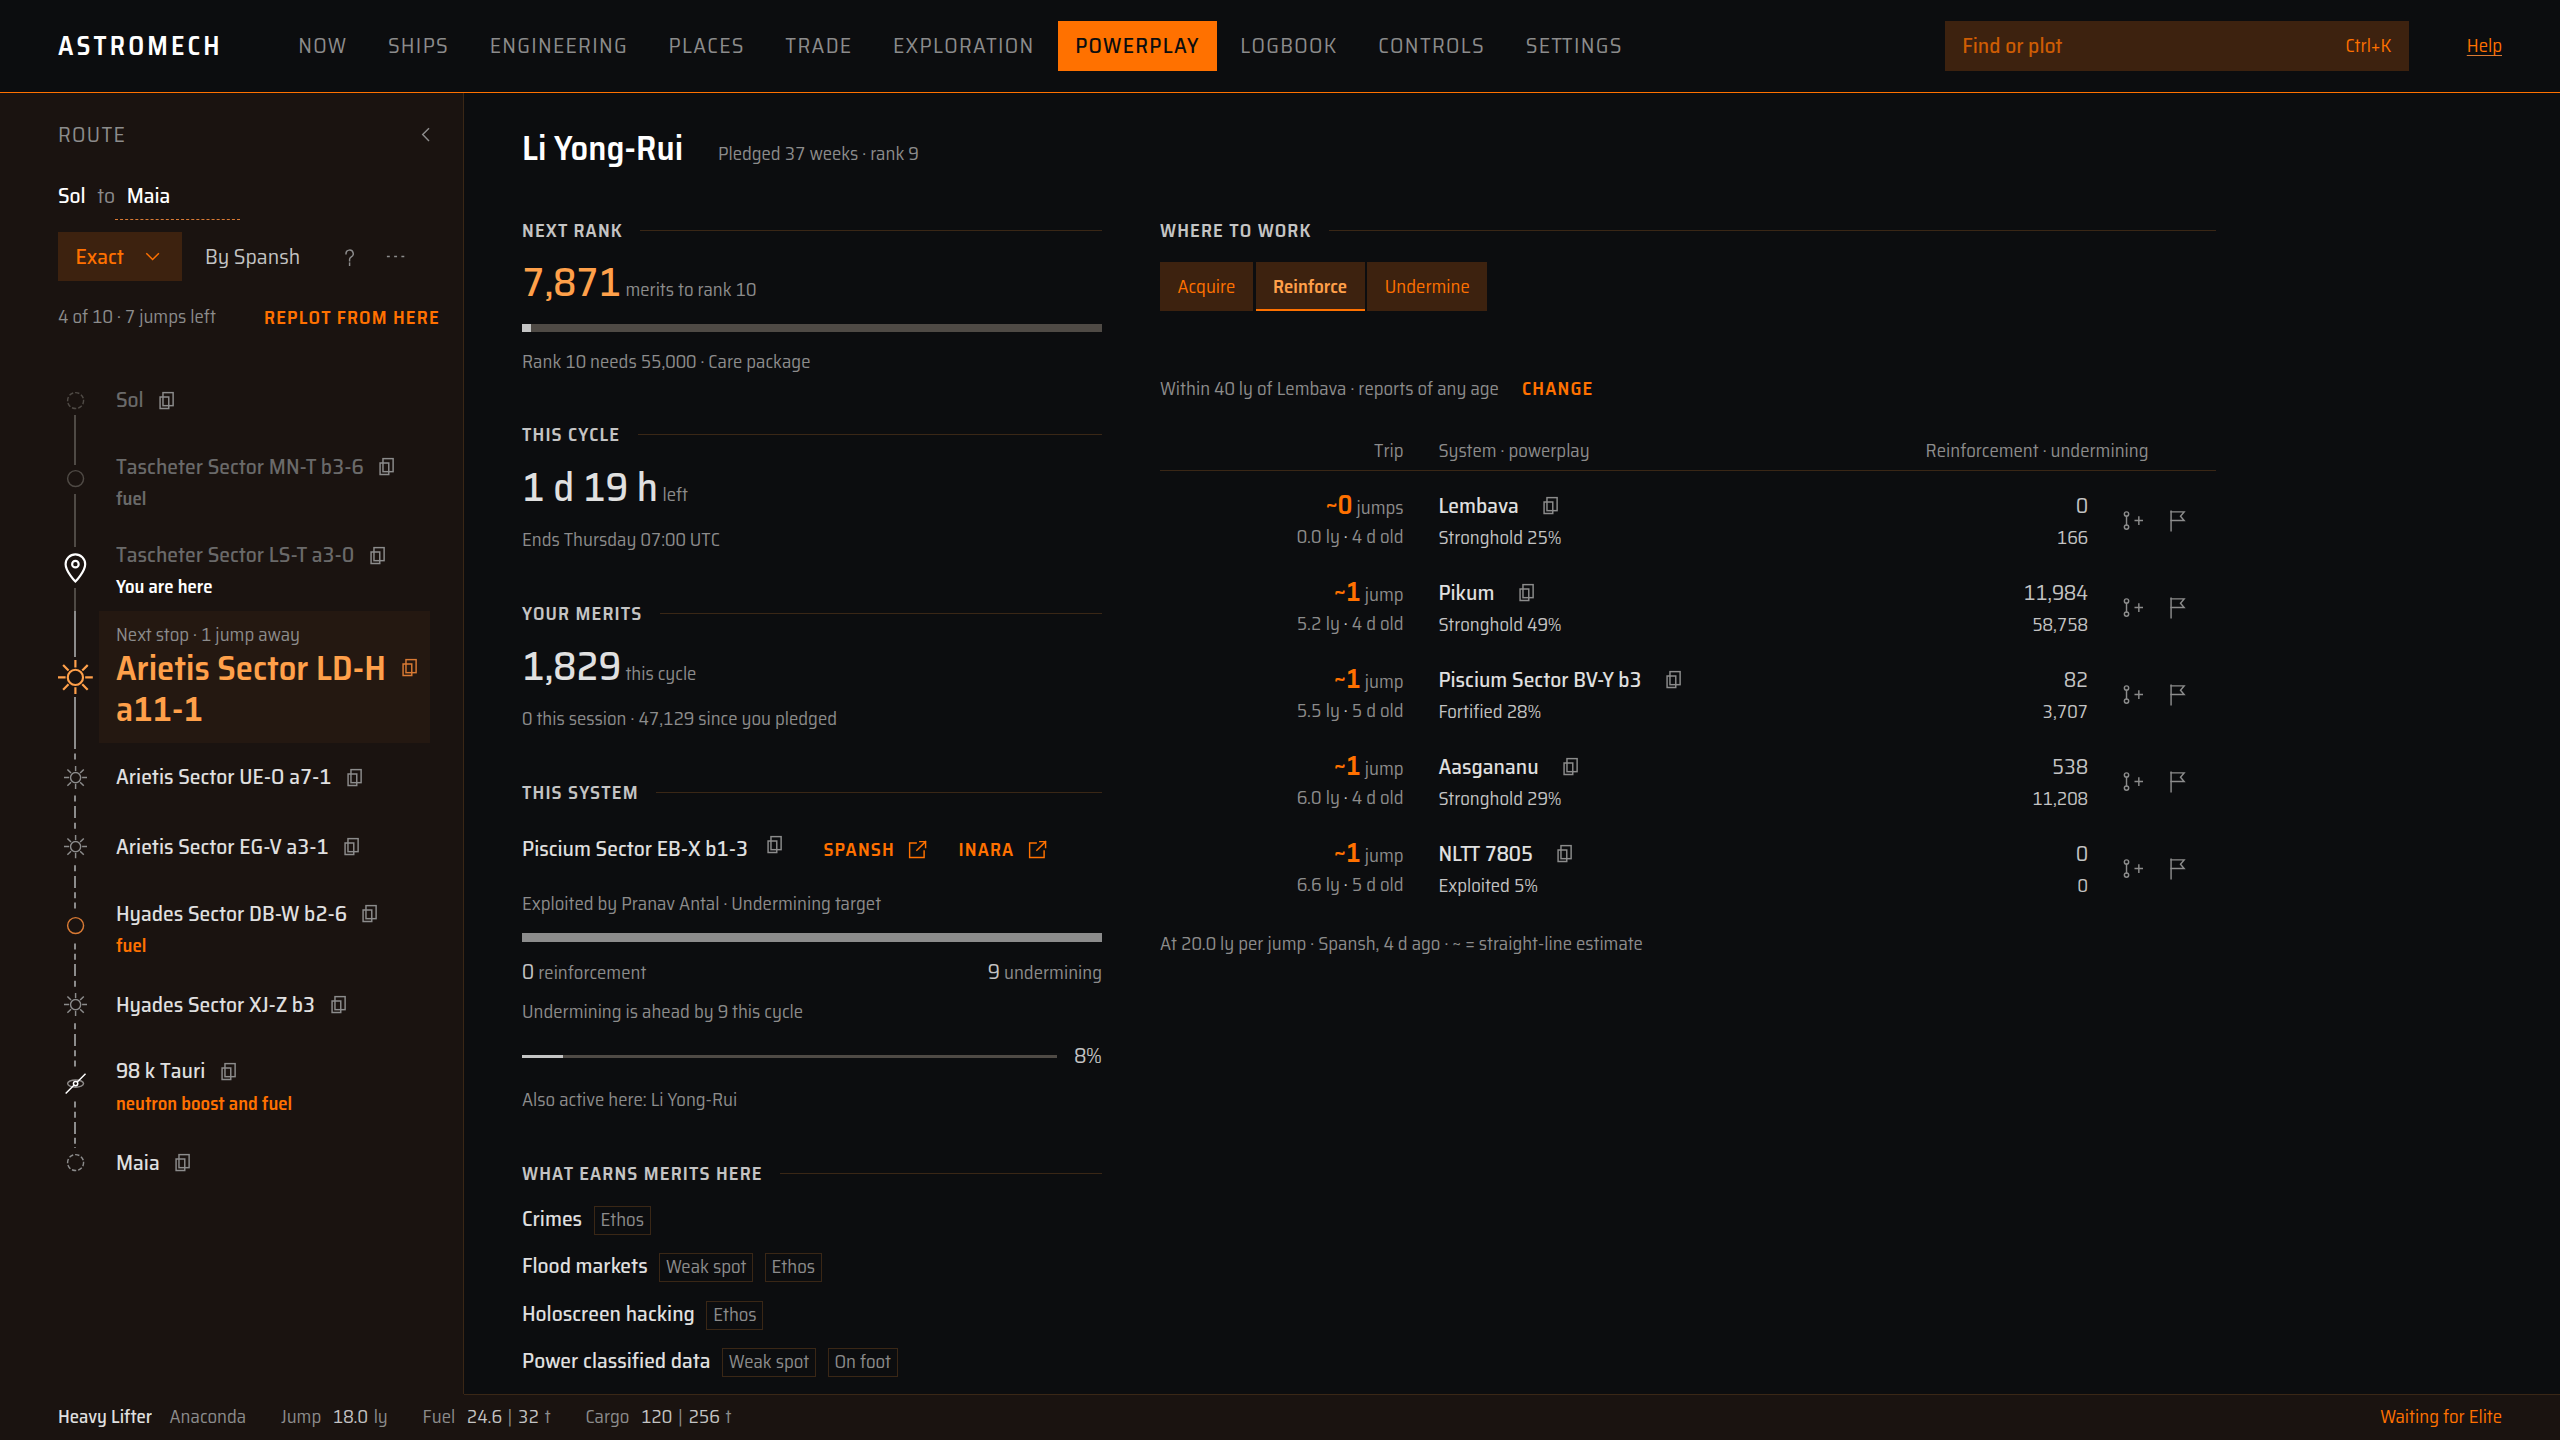 ASTROMECH NOW SHIPS ENGINEERING PLACES TRADE EXPLORATION POWERPLAY LOGBOOK CONTROLS SETTINGS Find or plot Ctrl+K Help
ROUTE
Sol to Maia
Exact By Spansh ? ···
4 of 10 · 7 jumps left REPLOT FROM HERE
Sol
Tascheter Sector MN-T b3-6
fuel
Tascheter Sector LS-T a3-0
You are here
Next stop · 1 jump away
Arietis Sector LD-H
a11-1
Arietis Sector UE-O a7-1
Arietis Sector EG-V a3-1
Hyades Sector DB-W b2-6
fuel
Hyades Sector XJ-Z b3
98 k Tauri
neutron boost and fuel
Maia
Li Yong-Rui Pledged 37 weeks · rank 9
NEXT RANK
7,871 merits to rank 10
Rank 10 needs 55,000 · Care package
THIS CYCLE
1 d 19 h left
Ends Thursday 07:00 UTC
YOUR MERITS
1,829 this cycle
0 this session · 47,129 since you pledged
THIS SYSTEM
Piscium Sector EB-X b1-3 SPANSH INARA
Exploited by Pranav Antal · Undermining target
0 reinforcement 9 undermining
Undermining is ahead by 9 this cycle
8%
Also active here: Li Yong-Rui
WHAT EARNS MERITS HERE
Crimes Ethos
Flood markets Weak spot Ethos
Holoscreen hacking Ethos
Power classified data Weak spot On foot
WHERE TO WORK
Acquire Reinforce Undermine
Within 40 ly of Lembava · reports of any age CHANGE
Trip System · powerplay Reinforcement · undermining
~0 jumps Lembava 0
0.0 ly · 4 d old Stronghold 25% 166
~1 jump Pikum 11,984
5.2 ly · 4 d old Stronghold 49% 58,758
~1 jump Piscium Sector BV-Y b3 82
5.5 ly · 5 d old Fortified 28% 3,707
~1 jump Aasgananu 538
6.0 ly · 4 d old Stronghold 29% 11,208
~1 jump NLTT 7805 0
6.6 ly · 5 d old Exploited 5% 0
At 20.0 ly per jump · Spansh, 4 d ago · ~ = straight-line estimate
Heavy Lifter Anaconda Jump 18.0 ly Fuel 24.6 | 32 t Cargo 120 | 256 t Waiting for Elite